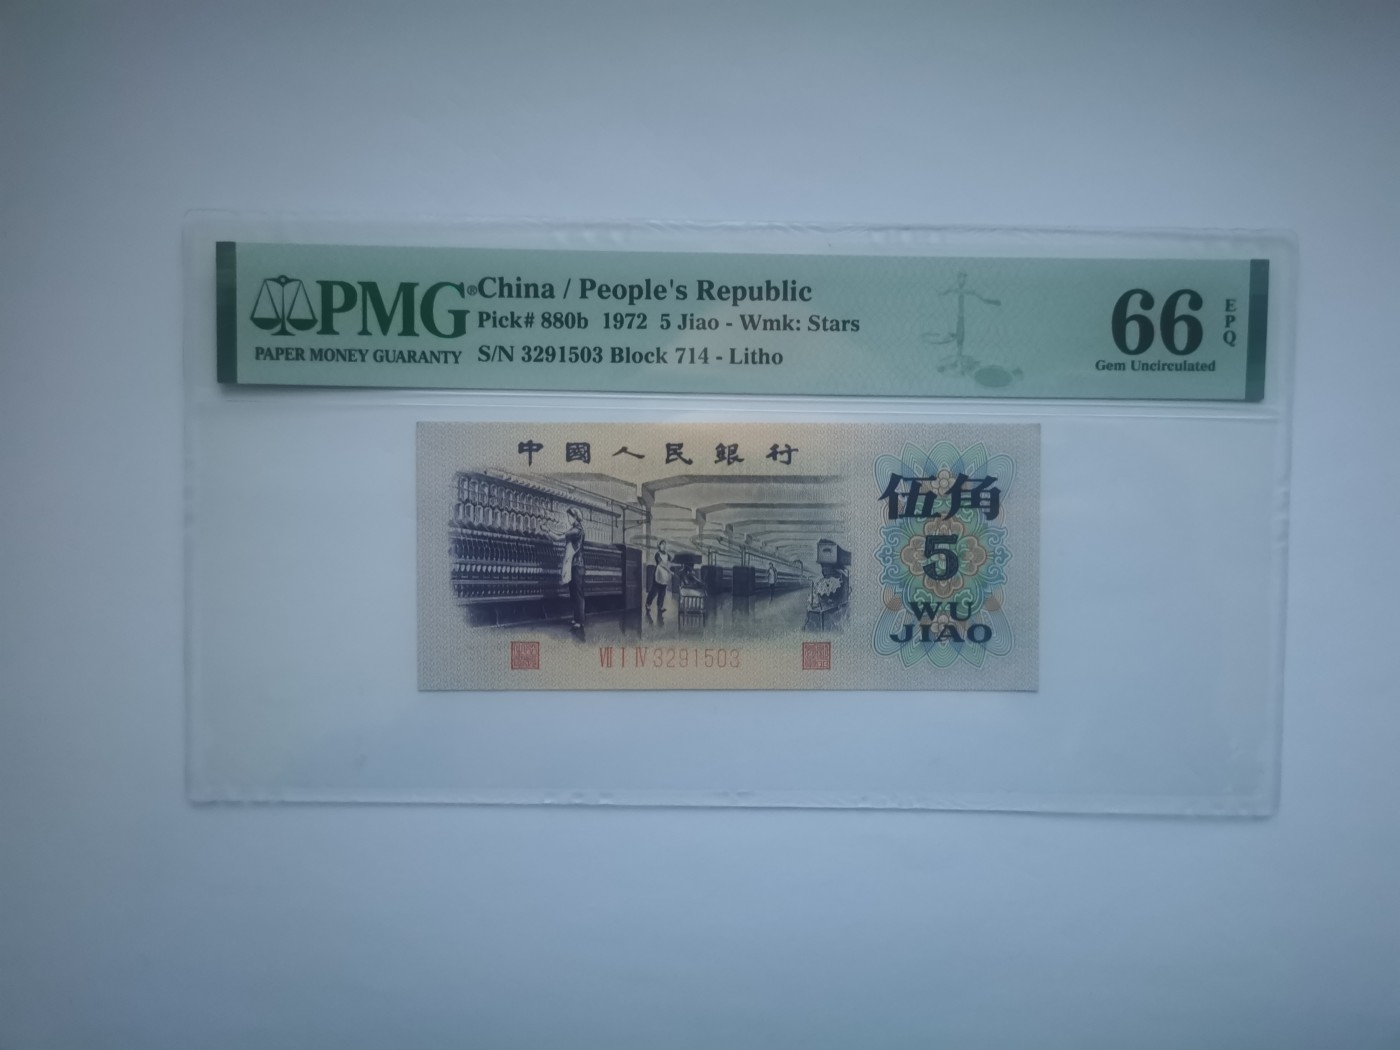 PMG®
PAPER MONEY GUARANTY
China / People's Republic
Pick# 880b 1972 5 Jiao - Wmk: Stars
S/N 3291503 Block 714 - Litho
66 EPQ
Gem Uncirculated
中國人民銀行
伍角
5
WU
JIAO
Ⅶ Ⅰ Ⅳ 3291503